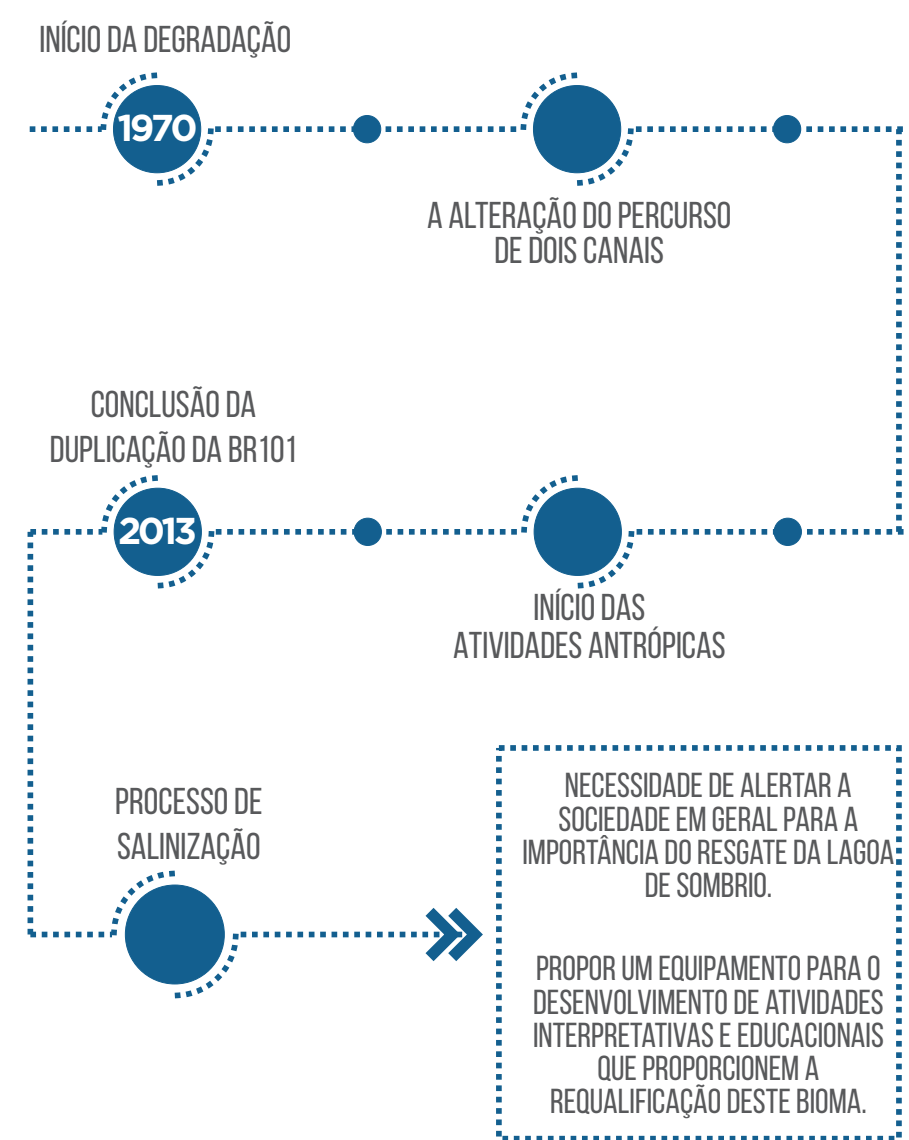 INÍCIO DA DEGRADAÇÃO
1970
A ALTERAÇÃO DO PERCURSO
DE DOIS CANAIS
INÍCIO DAS
ATIVIDADES ANTRÓPICAS
CONCLUSÃO DA
DUPLICAÇÃO DA BR101
2013
PROCESSO DE
SALINIZAÇÃO
NECESSIDADE DE ALERTAR A
SOCIEDADE EM GERAL PARA A
IMPORTÂNCIA DO RESGATE DA LAGOA
DE SOMBRIO.
PROPOR UM EQUIPAMENTO PARA O
DESENVOLVIMENTO DE ATIVIDADES
INTERPRETATIVAS E EDUCACIONAIS
QUE PROPORCIONEM A
REQUALIFICAÇÃO DESTE BIOMA.